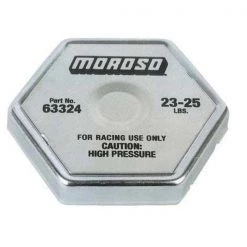 MOROSO
Part No.
63324
23-25
LBS.
FOR RACING USE ONLY
CAUTION:
HIGH PRESSURE